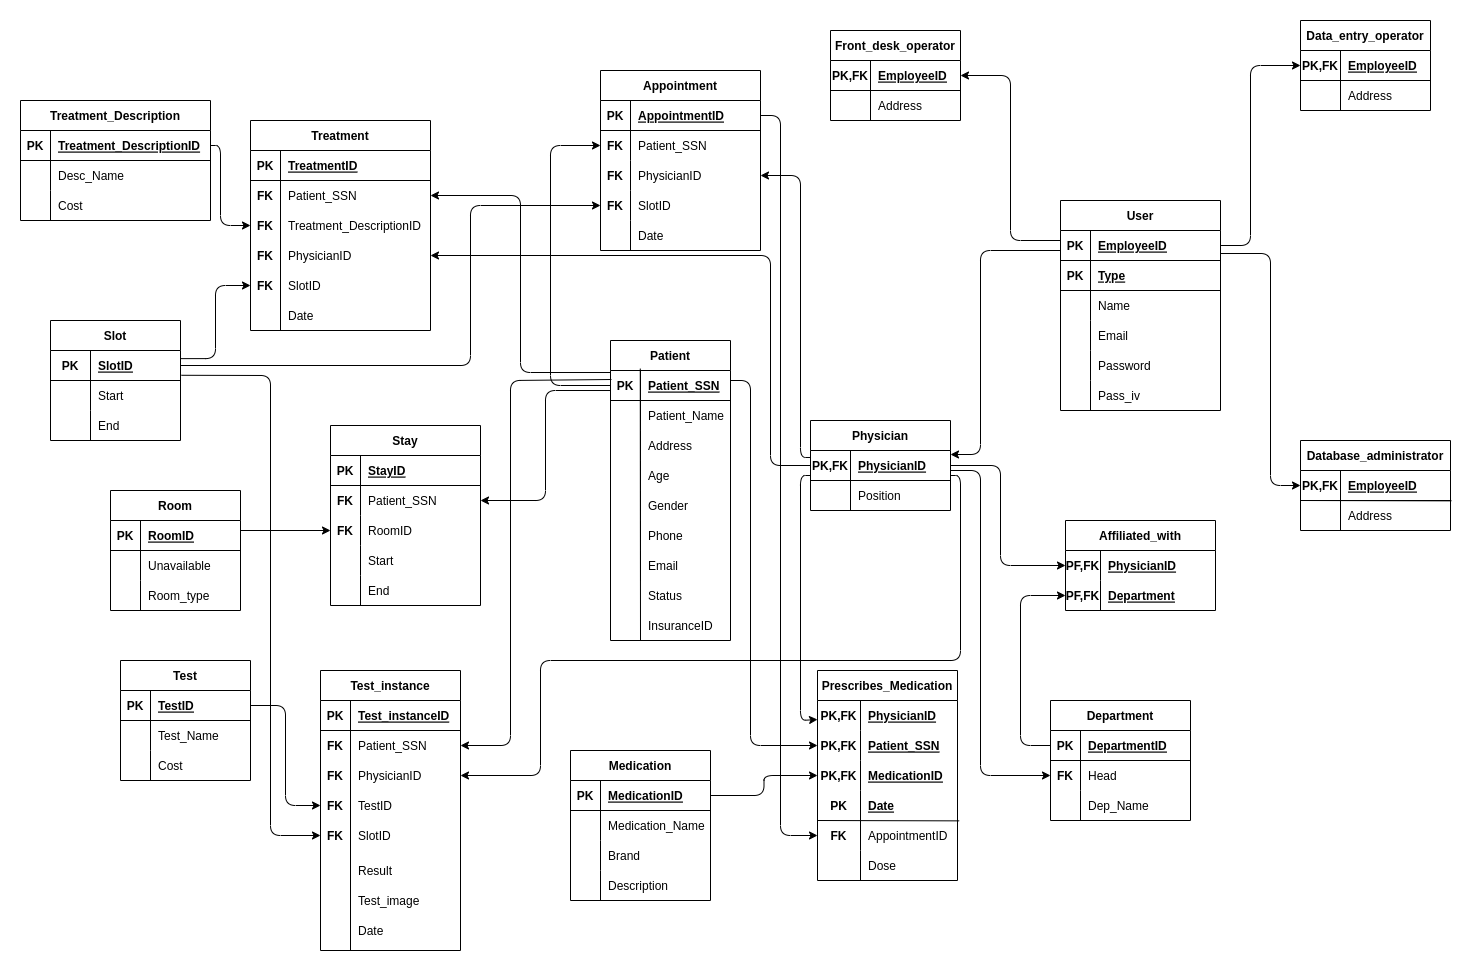 Front_desk_operator
PK,FK EmployeeID
Address
Data_entry_operator
PK,FK EmployeeID
Address
Appointment
PK AppointmentID
FK Patient_SSN
FK PhysicianID
FK SlotID
Date
Treatment_Description
PK Treatment_DescriptionID
Desc_Name
Cost
Treatment
PK TreatmentID
FK Patient_SSN
FK Treatment_DescriptionID
FK PhysicianID
FK SlotID
Date
User
PK EmployeeID
PK Type
Name
Email
Password
Pass_iv
Slot
PK SlotID
Start
End
Patient
PK Patient_SSN
Patient_Name
Address
Age
Gender
Phone
Email
Status
InsuranceID
Stay
PK StayID
FK Patient_SSN
FK RoomID
Start
End
Physician
PK,FK PhysicianID
Position
Database_administrator
PK,FK EmployeeID
Address
Room
PK RoomID
Unavailable
Room_type
Affiliated_with
PF,FK PhysicianID
PF,FK Department
Test
PK TestID
Test_Name
Cost
Test_instance
PK Test_instanceID
FK Patient_SSN
FK PhysicianID
FK TestID
FK SlotID
Result
Test_image
Date
Medication
PK MedicationID
Medication_Name
Brand
Description
Prescribes_Medication
PK,FK PhysicianID
PK,FK Patient_SSN
PK,FK MedicationID
PK Date
FK AppointmentID
Dose
Department
PK DepartmentID
FK Head
Dep_Name